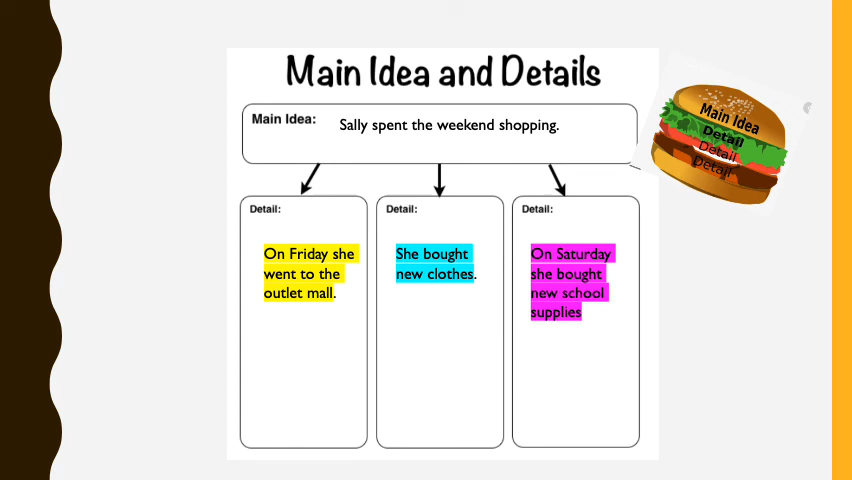 Main Idea and Details
Main Idea:
Sally spent the weekend shopping.
Detail:
On Friday she
went to the
outlet mall.
Detail:
She bought
new clothes.
Detail:
On Saturday
she bought
new school
supplies
Main Idea
Detail
Detail
Detail